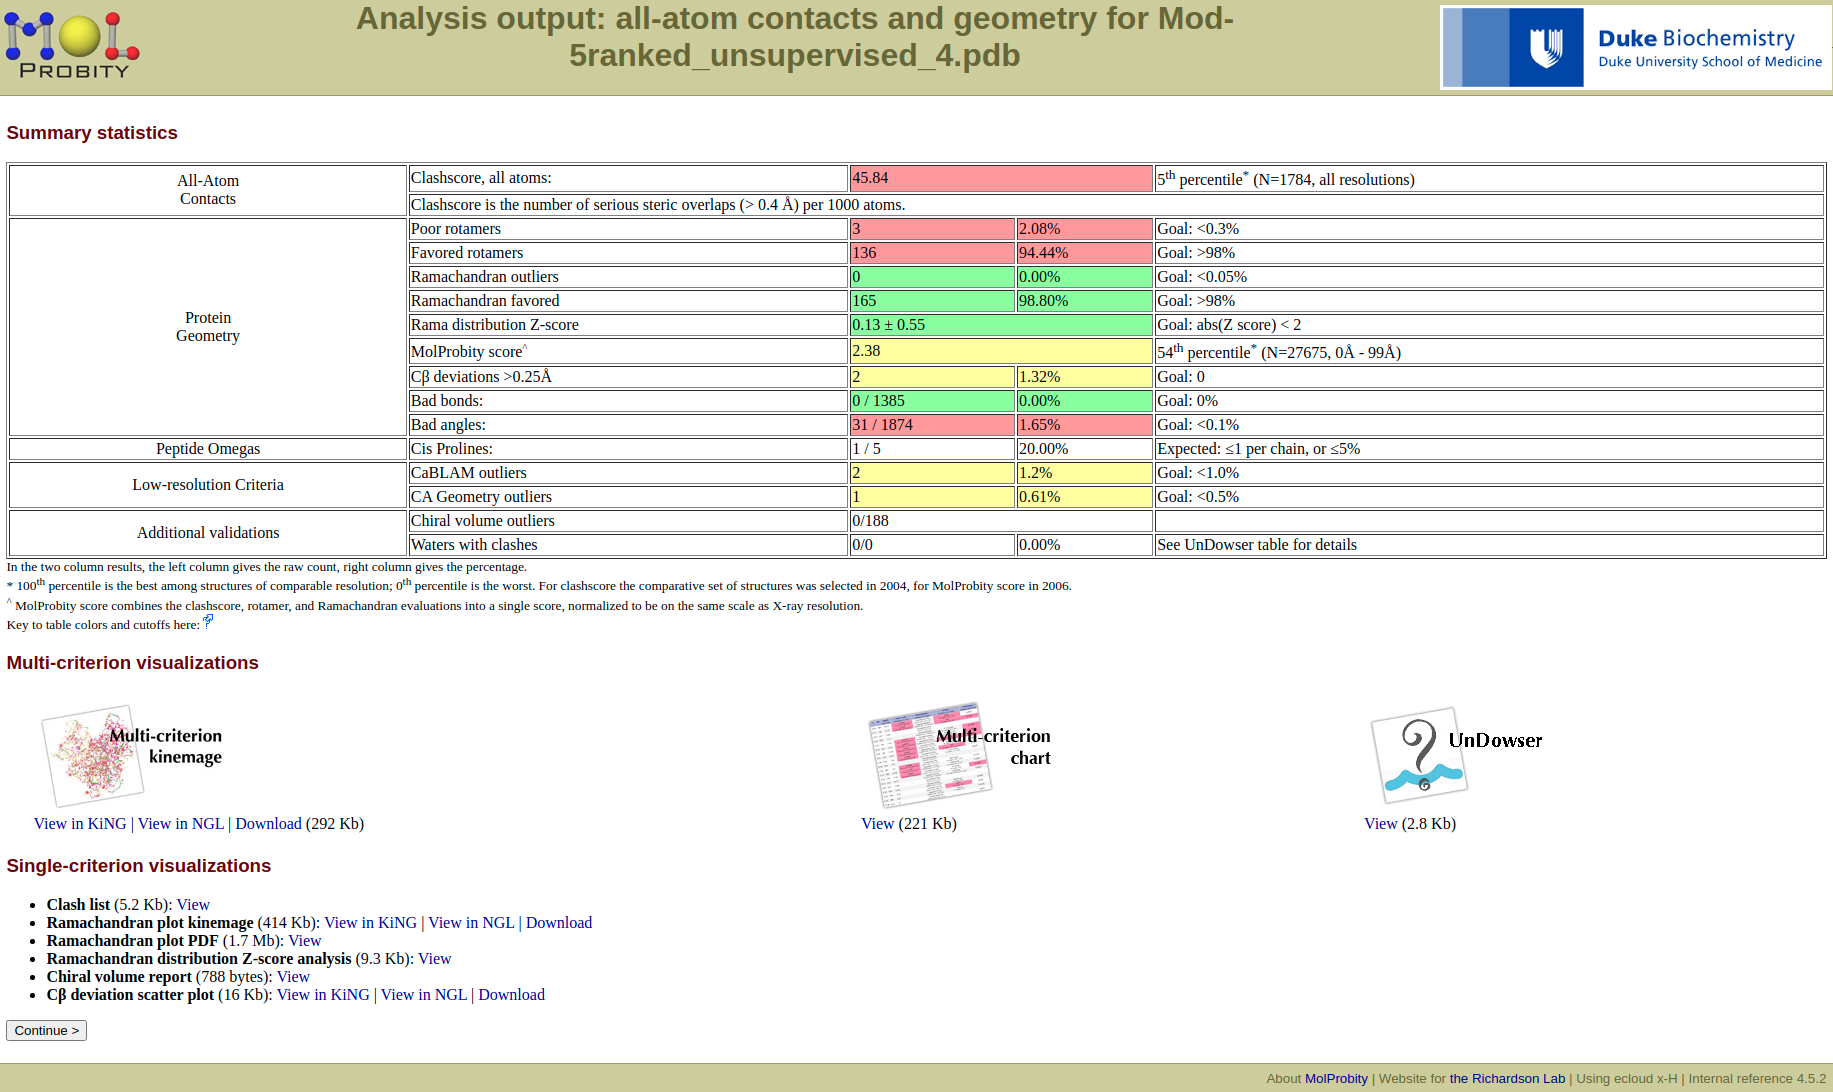 MOL
PROBITY
Analysis output: all-atom contacts and geometry for Mod-
5ranked_unsupervised_4.pdb
Duke Biochemistry
Duke University School of Medicine
Summary statistics
All-Atom
Contacts
Clashscore, all atoms: 45.84 5th percentile* (N=1784, all resolutions)
Clashscore is the number of serious steric overlaps (> 0.4 Å) per 1000 atoms.
Protein
Geometry
Poor rotamers 3 2.08% Goal: <0.3%
Favored rotamers 136 94.44% Goal: >98%
Ramachandran outliers 0 0.00% Goal: <0.05%
Ramachandran favored 165 98.80% Goal: >98%
Rama distribution Z-score 0.13 ± 0.55 Goal: abs(Z score) < 2
MolProbity score^ 2.38 54th percentile* (N=27675, 0Å - 99Å)
Cβ deviations >0.25Å 2 1.32% Goal: 0
Bad bonds: 0 / 1385 0.00% Goal: 0%
Bad angles: 31 / 1874 1.65% Goal: <0.1%
Peptide Omegas Cis Prolines: 1 / 5 20.00% Expected: ≤1 per chain, or ≤5%
Low-resolution Criteria
CaBLAM outliers 2 1.2% Goal: <1.0%
CA Geometry outliers 1 0.61% Goal: <0.5%
Additional validations
Chiral volume outliers 0/188
Waters with clashes 0/0 0.00% See UnDowser table for details
In the two column results, the left column gives the raw count, right column gives the percentage.
* 100th percentile is the best among structures of comparable resolution; 0th percentile is the worst. For clashscore the comparative set of structures was selected in 2004, for MolProbity score in 2006.
^ MolProbity score combines the clashscore, rotamer, and Ramachandran evaluations into a single score, normalized to be on the same scale as X-ray resolution.
Key to table colors and cutoffs here:
Multi-criterion visualizations
Multi-criterion
kinemage
View in KiNG | View in NGL | Download (292 Kb)
Multi-criterion
chart
View (221 Kb)
UnDowser
View (2.8 Kb)
Single-criterion visualizations
• Clash list (5.2 Kb): View
• Ramachandran plot kinemage (414 Kb): View in KiNG | View in NGL | Download
• Ramachandran plot PDF (1.7 Mb): View
• Ramachandran distribution Z-score analysis (9.3 Kb): View
• Chiral volume report (788 bytes): View
• Cβ deviation scatter plot (16 Kb): View in KiNG | View in NGL | Download
Continue >
About MolProbity | Website for the Richardson Lab | Using ecloud x-H | Internal reference 4.5.2